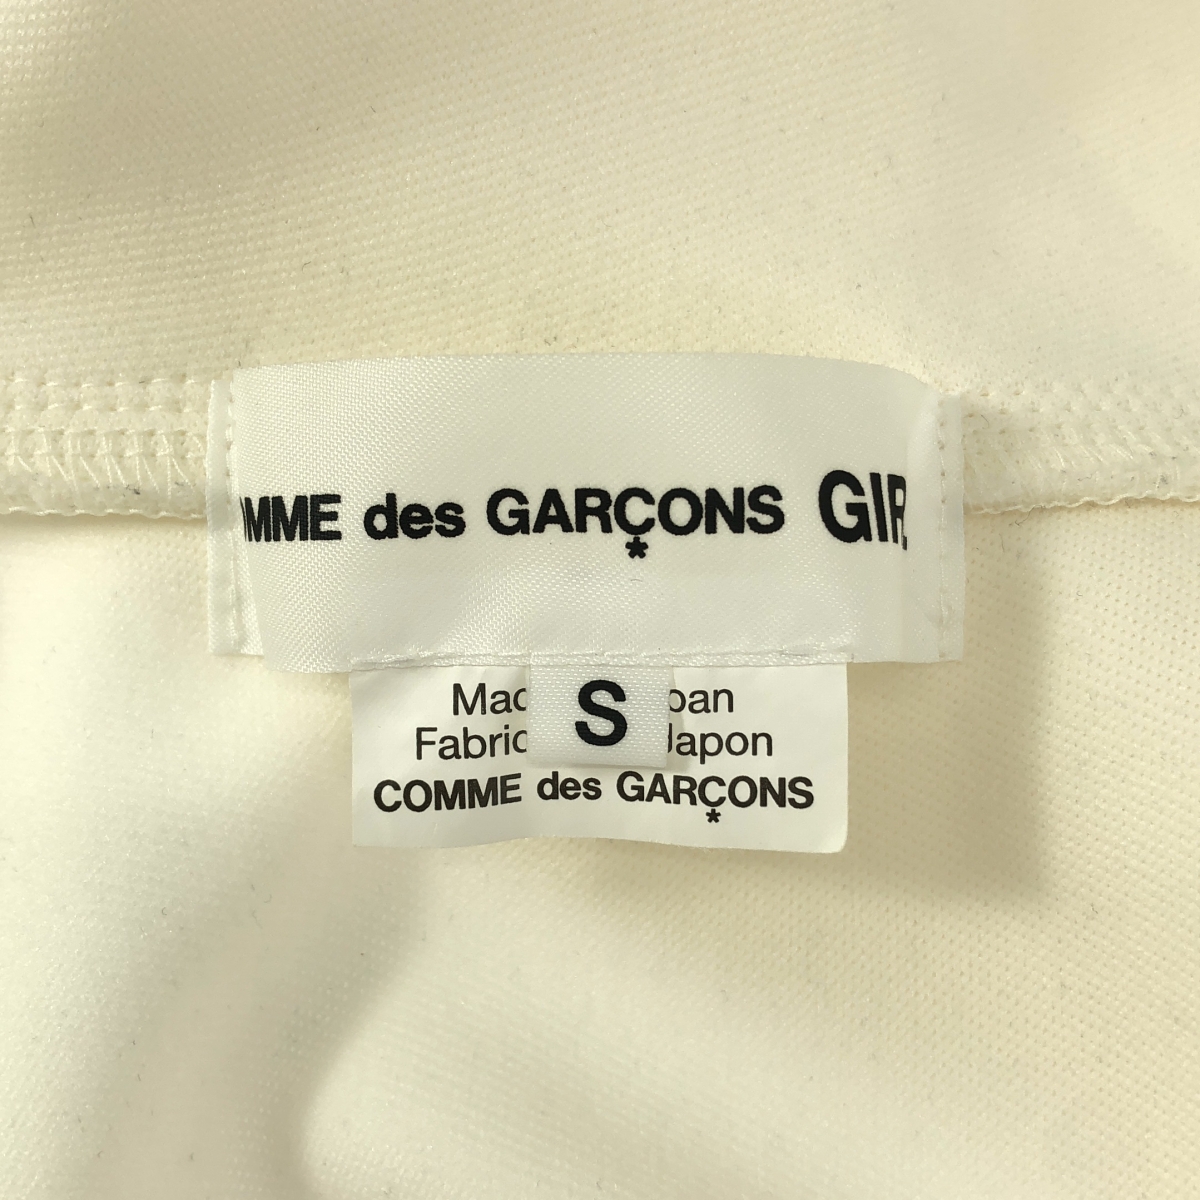 OMME des GARÇONS GIR
S
Mad pan
Fabric Japon
COMME des GARÇONS